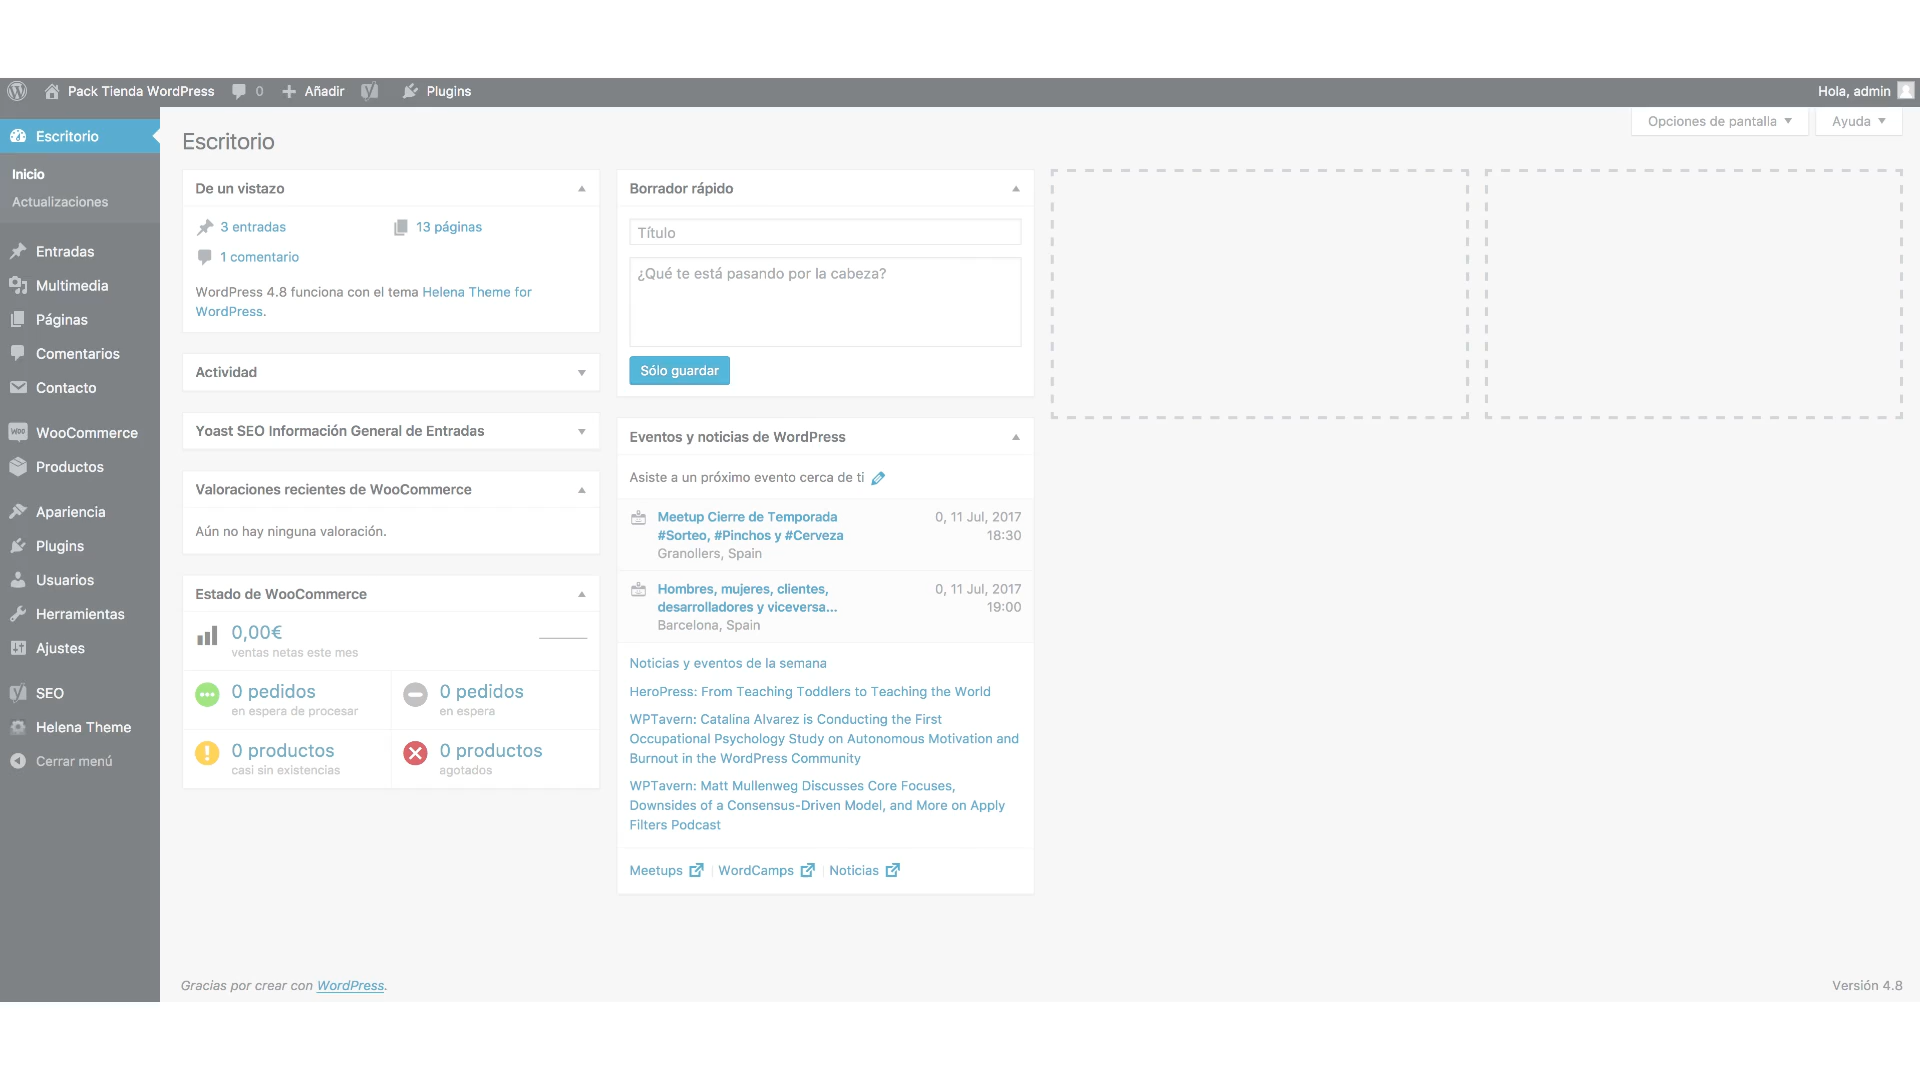 Pack Tienda WordPress 0 Añadir Plugins Hola, admin
Opciones de pantalla Ayuda
Escritorio
Inicio
Actualizaciones
Entradas
Multimedia
Páginas
Comentarios
Contacto
WooCommerce
Productos
Apariencia
Plugins
Usuarios
Herramientas
Ajustes
SEO
Helena Theme
Cerrar menú
Escritorio
De un vistazo
3 entradas 13 páginas
1 comentario
WordPress 4.8 funciona con el tema Helena Theme for
WordPress.
Actividad
Yoast SEO Información General de Entradas
Valoraciones recientes de WooCommerce
Aún no hay ninguna valoración.
Estado de WooCommerce
0,00€
ventas netas este mes
0 pedidos
en espera de procesar
0 pedidos
en espera
0 productos
casi sin existencias
0 productos
agotados
Borrador rápido
Título
¿Qué te está pasando por la cabeza?
Sólo guardar
Eventos y noticias de WordPress
Asiste a un próximo evento cerca de ti
Meetup Cierre de Temporada 0, 11 Jul, 2017
#Sorteo, #Pinchos y #Cerveza 18:30
Granollers, Spain
Hombres, mujeres, clientes, 0, 11 Jul, 2017
desarrolladores y viceversa... 19:00
Barcelona, Spain
Noticias y eventos de la semana
HeroPress: From Teaching Toddlers to Teaching the World
WPTavern: Catalina Alvarez is Conducting the First
Occupational Psychology Study on Autonomous Motivation and
Burnout in the WordPress Community
WPTavern: Matt Mullenweg Discusses Core Focuses,
Downsides of a Consensus-Driven Model, and More on Apply
Filters Podcast
Meetups WordCamps Noticias
Gracias por crear con WordPress. Versión 4.8